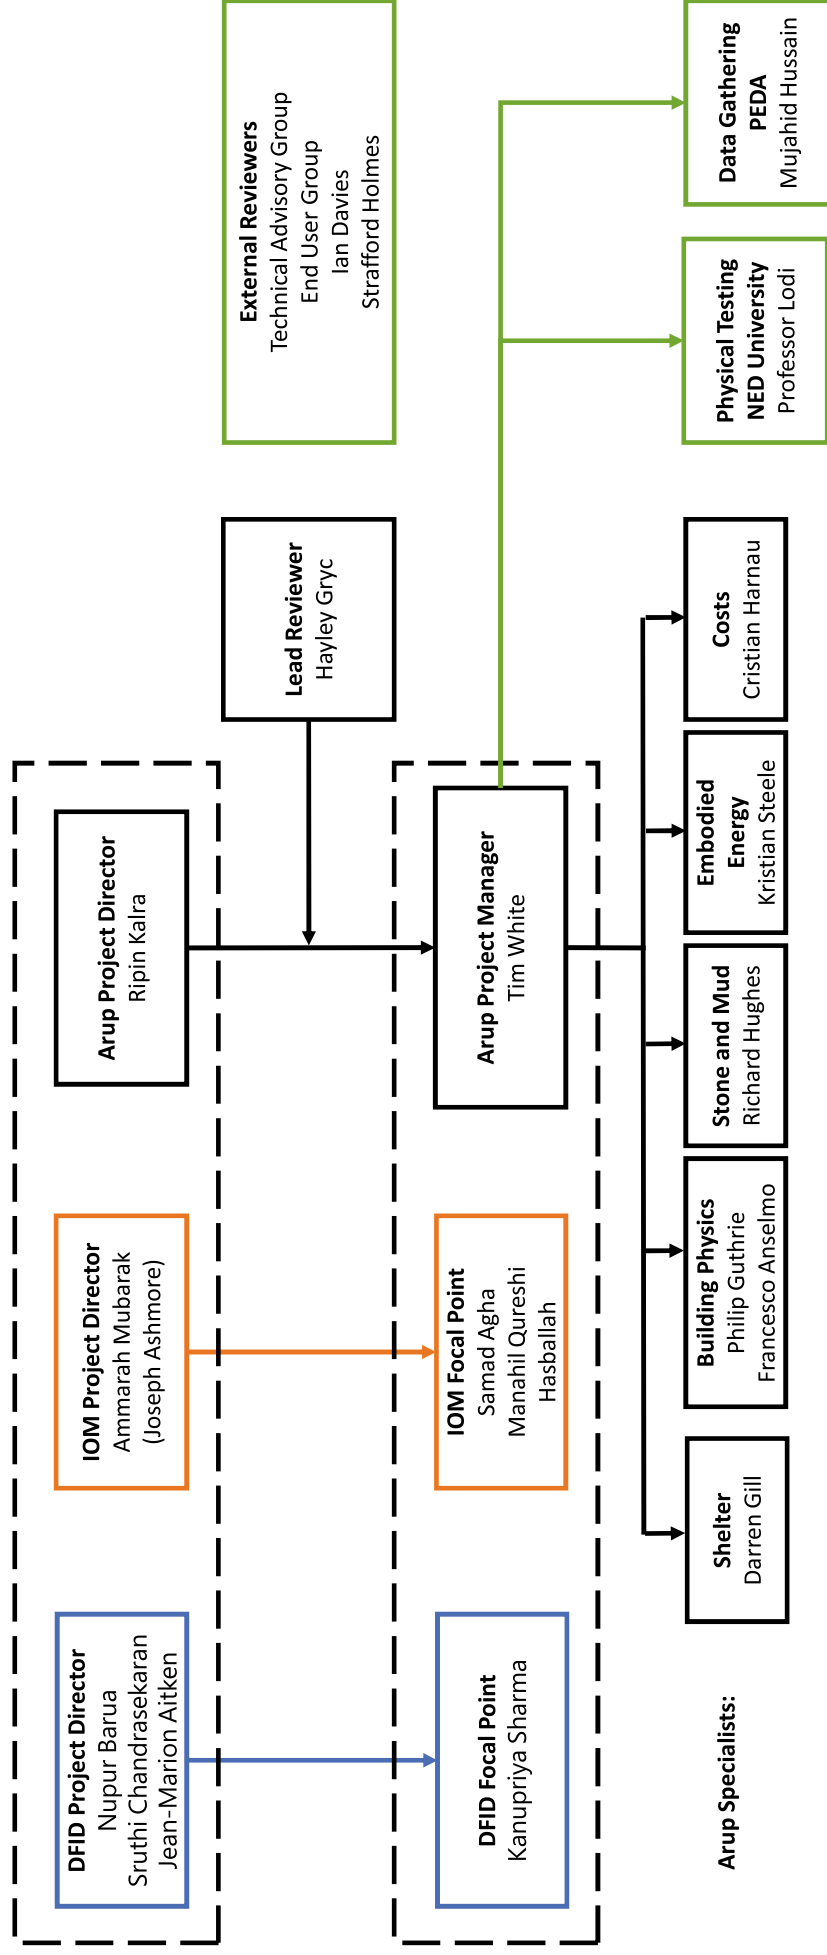 DFID Project Director
Nupur Barua
Sruthi Chandrasekaran
Jean-Marion Aitken
IOM Project Director
Ammarah Mubarak
(Joseph Ashmore)
Arup Project Director
Ripin Kalra
Lead Reviewer
Hayley Gryc
External Reviewers
Technical Advisory Group
End User Group
Ian Davies
Strafford Holmes
DFID Focal Point
Kanupriya Sharma
IOM Focal Point
Samad Agha
Manahil Qureshi
Hasballah
Arup Project Manager
Tim White
Arup Specialists:
Shelter
Darren Gill
Building Physics
Philip Guthrie
Francesco Anselmo
Stone and Mud
Richard Hughes
Embodied
Energy
Kristian Steele
Costs
Cristian Harnau
Physical Testing
NED University
Professor Lodi
Data Gathering
PEDA
Mujahid Hussain